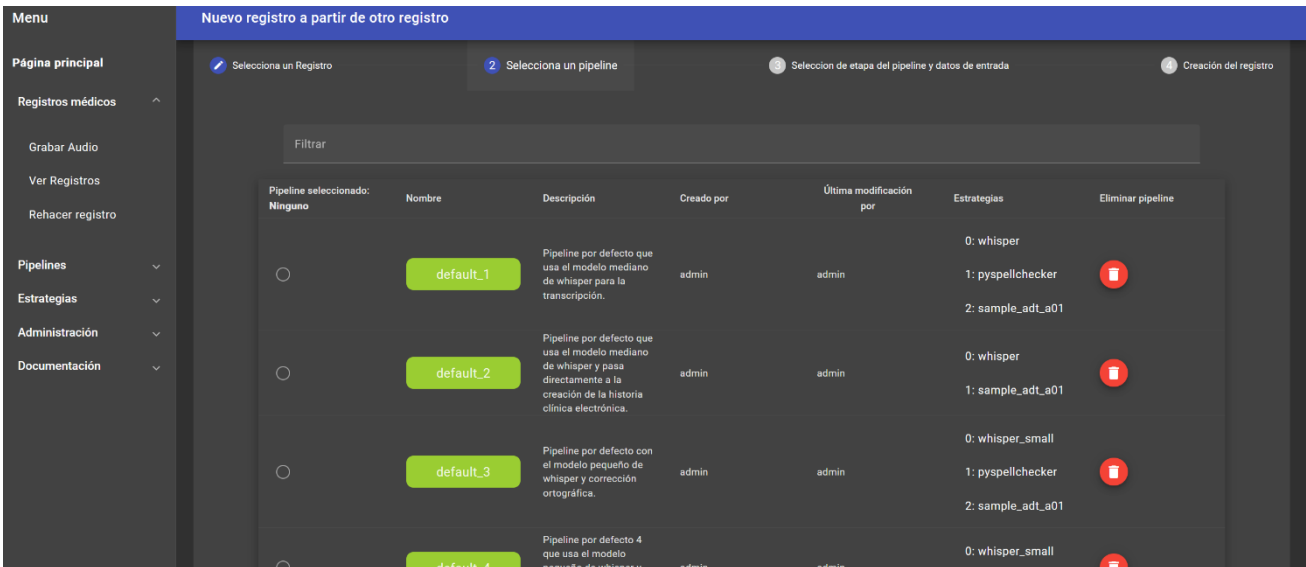 Menu
Nuevo registro a partir de otro registro
Página principal
Selecciona un Registro
2 Selecciona un pipeline
3 Seleccion de etapa del pipeline y datos de entrada
4 Creación del registro
Registros médicos
Grabar Audio
Ver Registros
Rehacer registro
Pipelines
Estrategias
Administración
Documentación
Filtrar
Pipeline seleccionado:
Ninguno
Nombre
Descripción
Creado por
Última modificación
por
Estrategias
Eliminar pipeline
default_1
Pipeline por defecto que
usa el modelo mediano
de whisper para la
transcripción.
admin
admin
0: whisper
1: pyspellchecker
2: sample_adt_a01
default_2
Pipeline por defecto que
usa el modelo mediano
de whisper y pasa
directamente a la
creación de la historia
clínica electrónica.
admin
admin
0: whisper
1: sample_adt_a01
default_3
Pipeline por defecto con
el modelo pequeño de
whisper y corrección
ortográfica.
admin
admin
0: whisper_small
1: pyspellchecker
2: sample_adt_a01
default_4
Pipeline por defecto 4
que usa el modelo
pequeño de whisper y
admin
admin
0: whisper_small